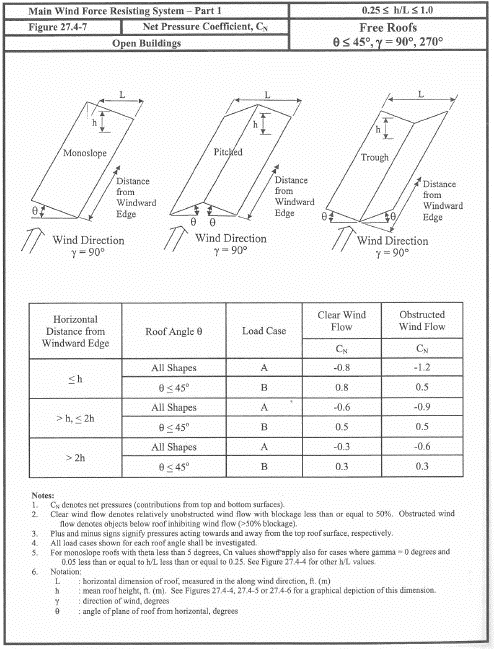 Main Wind Force Resisting System – Part 1
0.25 ≤ h/L ≤ 1.0
Figure 27.4-7
Net Pressure Coefficient, CN
Free Roofs
θ ≤ 45°, γ = 90°, 270°
Open Buildings
L
h
Monoslope
Distance
from
Windward
Edge
θ
Wind Direction
γ = 90°
L
h
Pitched
Distance
from
Windward
Edge
θ θ
Wind Direction
γ = 90°
L
h
Trough
Distance
from
Windward
Edge
θ θ
Wind Direction
γ = 90°
Horizontal
Distance from
Windward Edge
Roof Angle θ
Load Case
Clear Wind
Flow
Obstructed
Wind Flow
CN CN
≤ h
All Shapes A -0.8 -1.2
θ ≤ 45° B 0.8 0.5
> h, ≤ 2h
All Shapes A -0.6 -0.9
θ ≤ 45° B 0.5 0.5
> 2h
All Shapes A -0.3 -0.6
θ ≤ 45° B 0.3 0.3
Notes:
1. CN denotes net pressures (contributions from top and bottom surfaces).
2. Clear wind flow denotes relatively unobstructed wind flow with blockage less than or equal to 50%. Obstructed wind
flow denotes objects below roof inhibiting wind flow (>50% blockage).
3. Plus and minus signs signify pressures acting towards and away from the top roof surface, respectively.
4. All load cases shown for each roof angle shall be investigated.
5. For monoslope roofs with theta less than 5 degrees, Cn values shown apply also for cases where gamma = 0 degrees and
0.05 less than or equal to h/L less than or equal to 0.25. See Figure 27.4-4 for other h/L values.
6. Notation:
L : horizontal dimension of roof, measured in the along wind direction, ft. (m)
h : mean roof height, ft. (m). See Figures 27.4-4, 27.4-5 or 27.4-6 for a graphical depiction of this dimension.
γ : direction of wind, degrees
θ : angle of plane of roof from horizontal, degrees